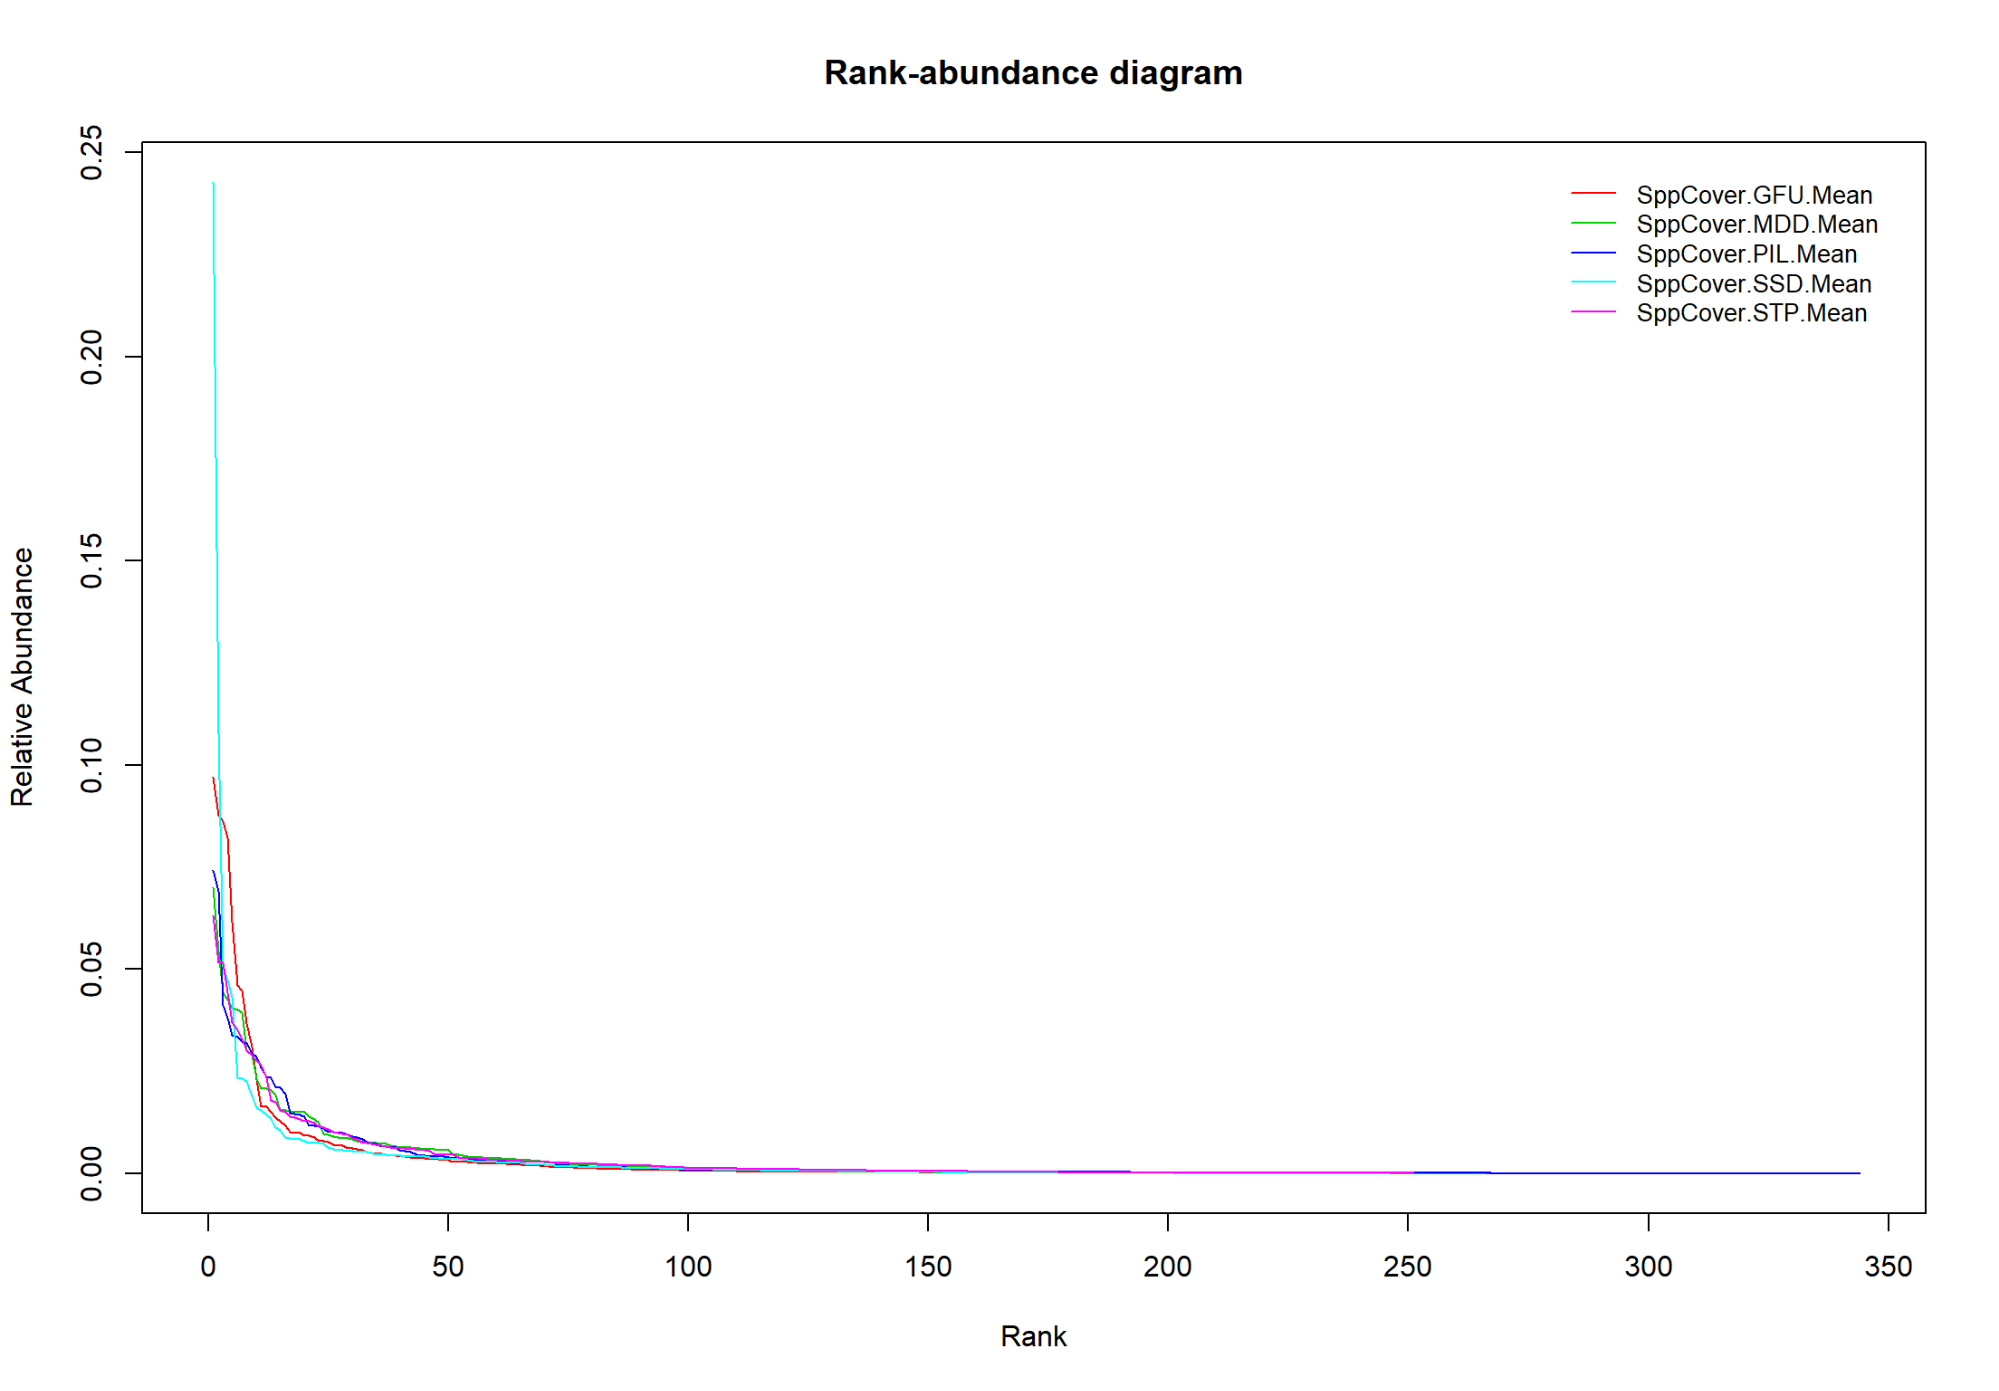 Rank-abundance diagram
SppCover.GFU.Mean
SppCover.MDD.Mean
SppCover.PIL.Mean
SppCover.SSD.Mean
SppCover.STP.Mean
Relative Abundance
0.25
0.20
0.15
0.10
0.05
0.00
0 50 100 150 200 250 300 350
Rank